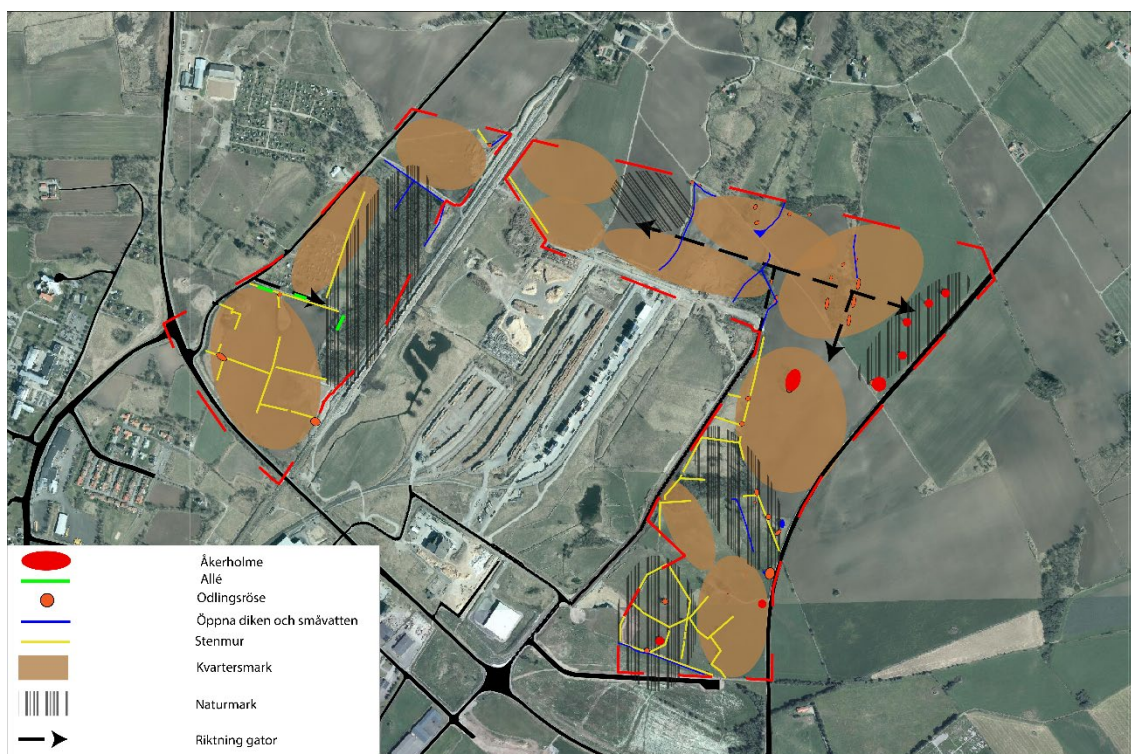 Åkerholme
Allé
Odlingsröse
Öppna diken och småvatten
Stenmur
Kvartersmark
Naturmark
Riktning gator